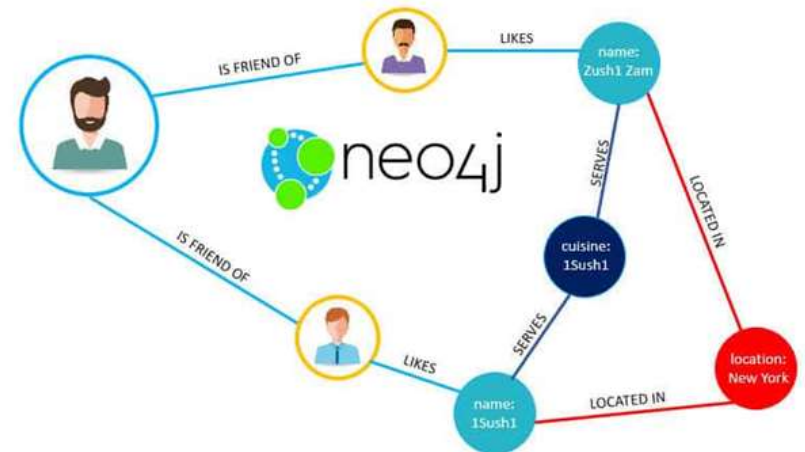 IS FRIEND OF
LIKES
name:
Zush1 Zam
neo4j
SERVES
LOCATED IN
cuisine:
1Sush1
IS FRIEND OF
SERVES
LIKES
name:
1Sush1
LOCATED IN
location:
New York